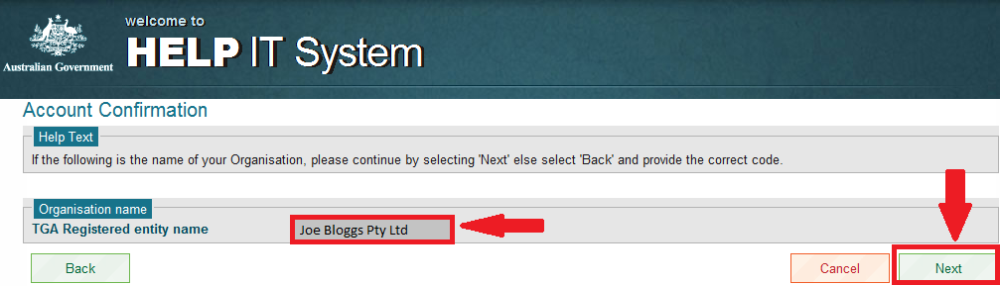 welcome to
HELP IT System
Australian Government
Account Confirmation
Help Text
If the following is the name of your Organisation, please continue by selecting 'Next' else select 'Back' and provide the correct code.
Organisation name
TGA Registered entity name Joe Bloggs Pty Ltd
Back Cancel Next